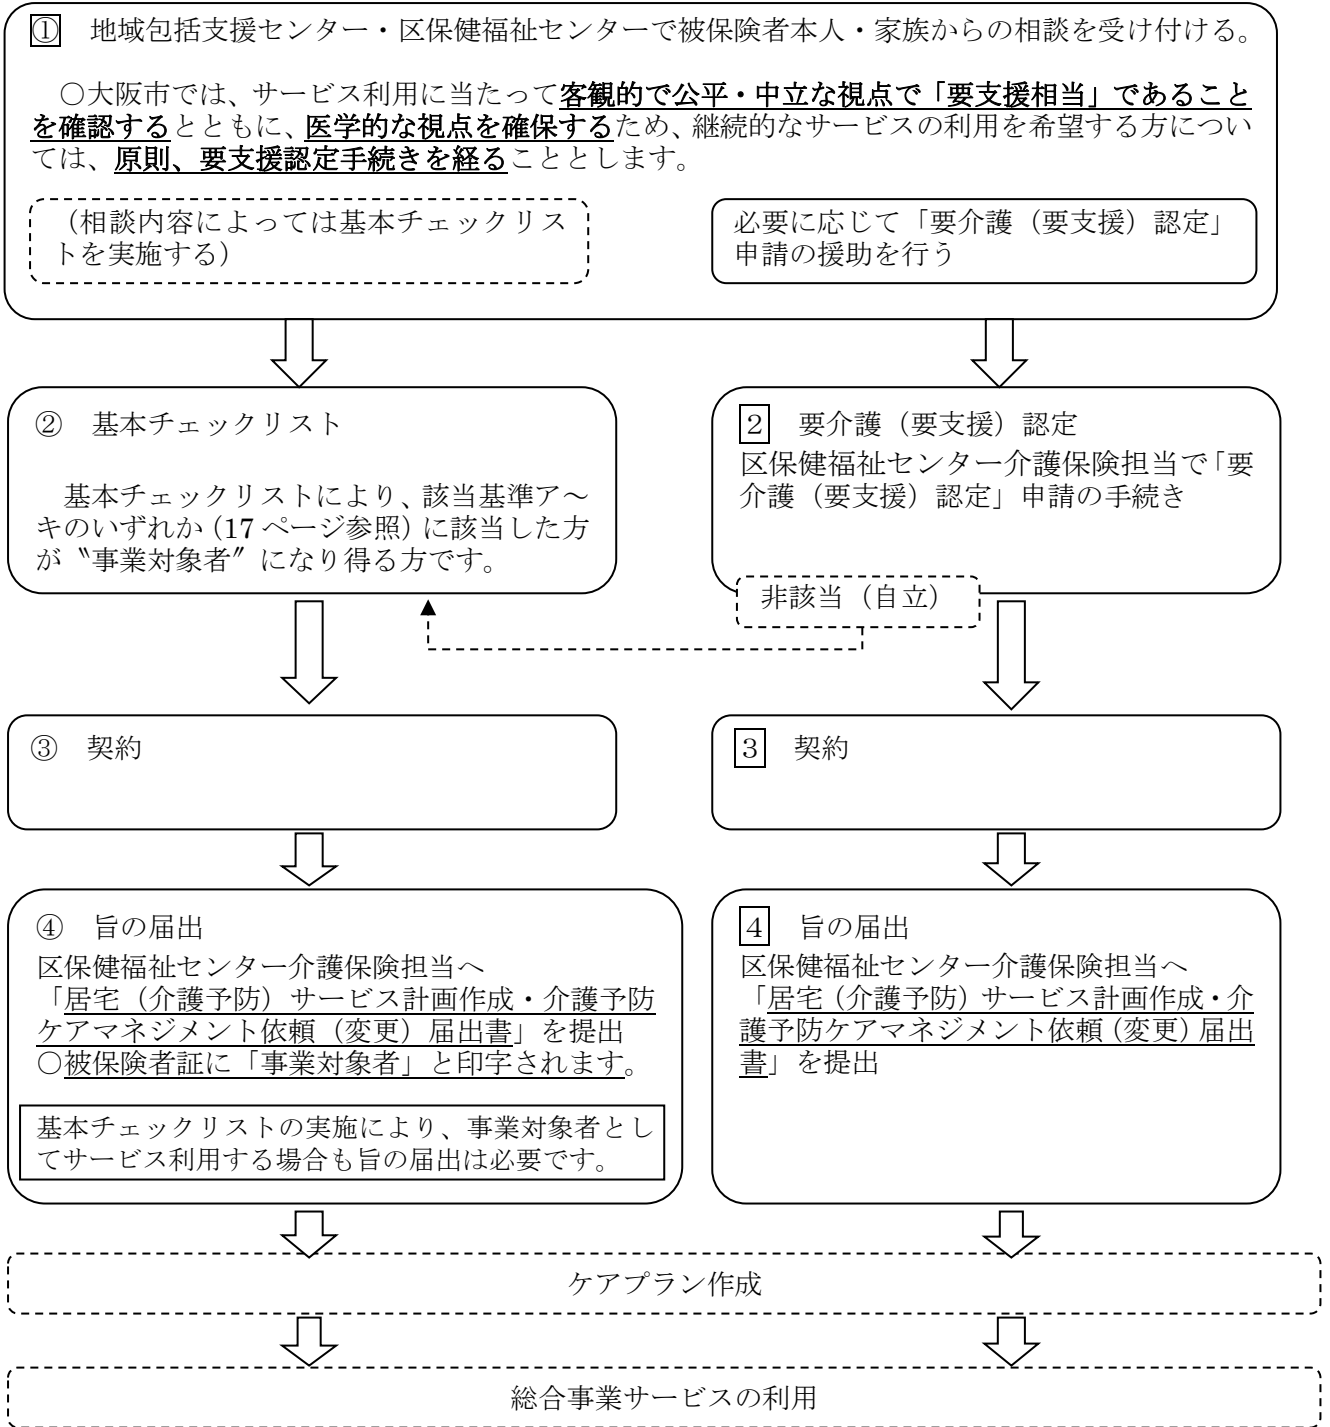 ① 地域包括支援センター・区保健福祉センターで被保険者本人・家族からの相談を受け付ける。
○大阪市では、サービス利用に当たって客観的で公平・中立な視点で「要支援相当」であること
を確認するとともに、医学的な視点を確保するため、継続的なサービスの利用を希望する方につい
ては、原則、要支援認定手続きを経ることとします。
（相談内容によっては基本チェックリス
トを実施する）
必要に応じて「要介護（要支援）認定」
申請の援助を行う
② 基本チェックリスト
基本チェックリストにより、該当基準ア～
キのいずれか（17 ページ参照）に該当した方
が〝事業対象者〟になり得る方です。
2 要介護（要支援）認定
区保健福祉センター介護保険担当で「要
介護（要支援）認定」申請の手続き
非該当（自立）
③ 契約
3 契約
④ 旨の届出
区保健福祉センター介護保険担当へ
「居宅（介護予防）サービス計画作成・介護予防
ケアマネジメント依頼（変更）届出書」を提出
○被保険者証に「事業対象者」と印字されます。
基本チェックリストの実施により、事業対象者とし
てサービス利用する場合も旨の届出は必要です。
4 旨の届出
区保健福祉センター介護保険担当へ
「居宅（介護予防）サービス計画作成・介
護予防ケアマネジメント依頼（変更）届出
書」を提出
ケアプラン作成
総合事業サービスの利用